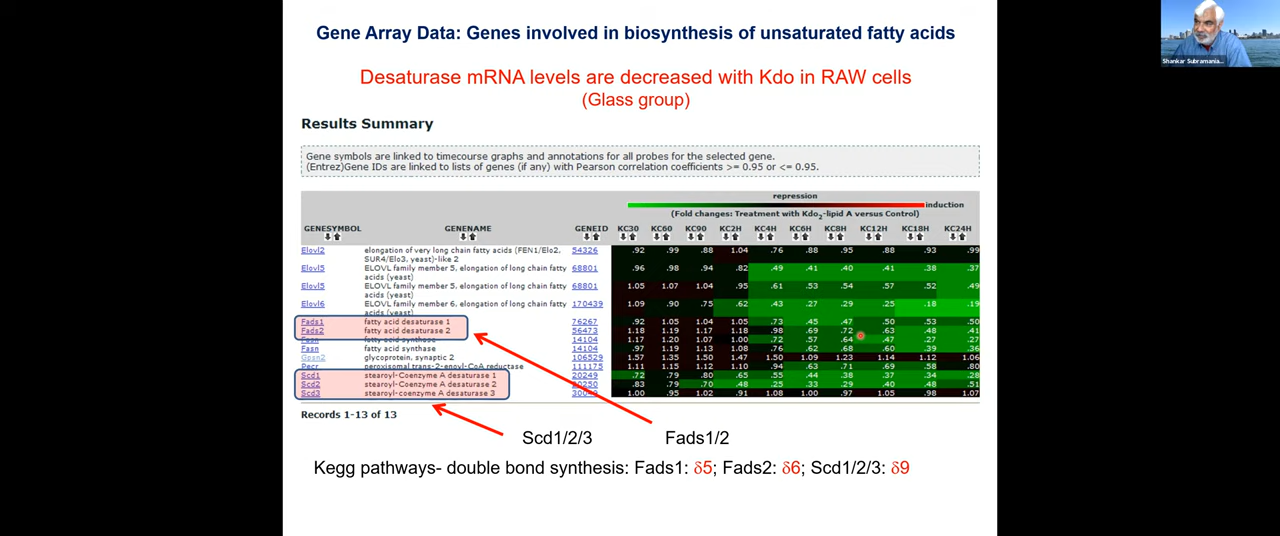 Gene Array Data: Genes involved in biosynthesis of unsaturated fatty acids
Shankar Subramania...
Desaturase mRNA levels are decreased with Kdo in RAW cells
(Glass group)
Results Summary
Gene symbols are linked to timecourse graphs and annotations for all probes for the selected gene.
(Entrez)Gene IDs are linked to lists of genes (if any) with Pearson correlation coefficients >= 0.95 or <= 0.95.
repression
induction
(Fold changes: Treatment with Kdo2-lipid A versus Control)
GENESYMBOL GENENAME GENEID KC30 KC60 KC90 KC2H KC4H KC6H KC8H KC12H KC18H KC24H
Elovl2 elongation of very long chain fatty acids (FEN1/Elo2, 54326 .92 .99 .88 1.04 .76 .88 .95 .88 .93 .99
SUR4/Elo3, yeast)-like 2
Elovl5 ELOVL family member 5, elongation of long chain fatty 68801 .96 .98 .94 .82 .49 .41 .40 .41 .38 .37
acids (yeast)
Elovl5 ELOVL family member 5, elongation of long chain fatty 68801 1.05 1.07 1.04 .95 .61 .53 .54 .57 .52 .49
acids (yeast)
Elovl6 ELOVL family member 6, elongation of long chain fatty 170439 1.09 .90 .75 .62 .43 .27 .29 .25 .18 .19
acids (yeast)
Fads1 fatty acid desaturase 1 76267 .92 1.05 1.04 1.05 .73 .45 .47 .50 .53 .50
Fads2 fatty acid desaturase 2 56473 1.18 1.19 1.17 1.18 .98 .69 .72 .63 .48 .41
Fasn fatty acid synthase 14104 1.17 1.20 1.07 1.00 .72 .57 .64 .47 .27 .27
Fasn fatty acid synthase 14104 .97 1.19 1.13 1.08 .76 .62 .68 .60 .39 .36
Gpsn2 glycoprotein, synaptic 2 106529 1.57 1.35 1.50 1.47 1.50 1.09 1.23 1.14 1.12 1.06
Pecr peroxisomal trans-2-enoyl-CoA reductase 111175 1.11 1.15 1.12 1.10 .94 .63 .71 .69 .58 .80
Scd1 stearoyl-Coenzyme A desaturase 1 20249 .72 .79 .80 .65 .55 .44 .38 .37 .34 .28
Scd2 stearoyl-Coenzyme A desaturase 2 20250 .83 .79 .70 .48 .25 .33 .29 .40 .48 .51
Scd3 stearoyl-coenzyme A desaturase 3 1.00 .95 1.02 .91 1.08 1.00 .97 1.05 .98 1.07
Records 1-13 of 13
Scd1/2/3 Fads1/2
Kegg pathways- double bond synthesis: Fads1: δ5; Fads2: δ6; Scd1/2/3: δ9